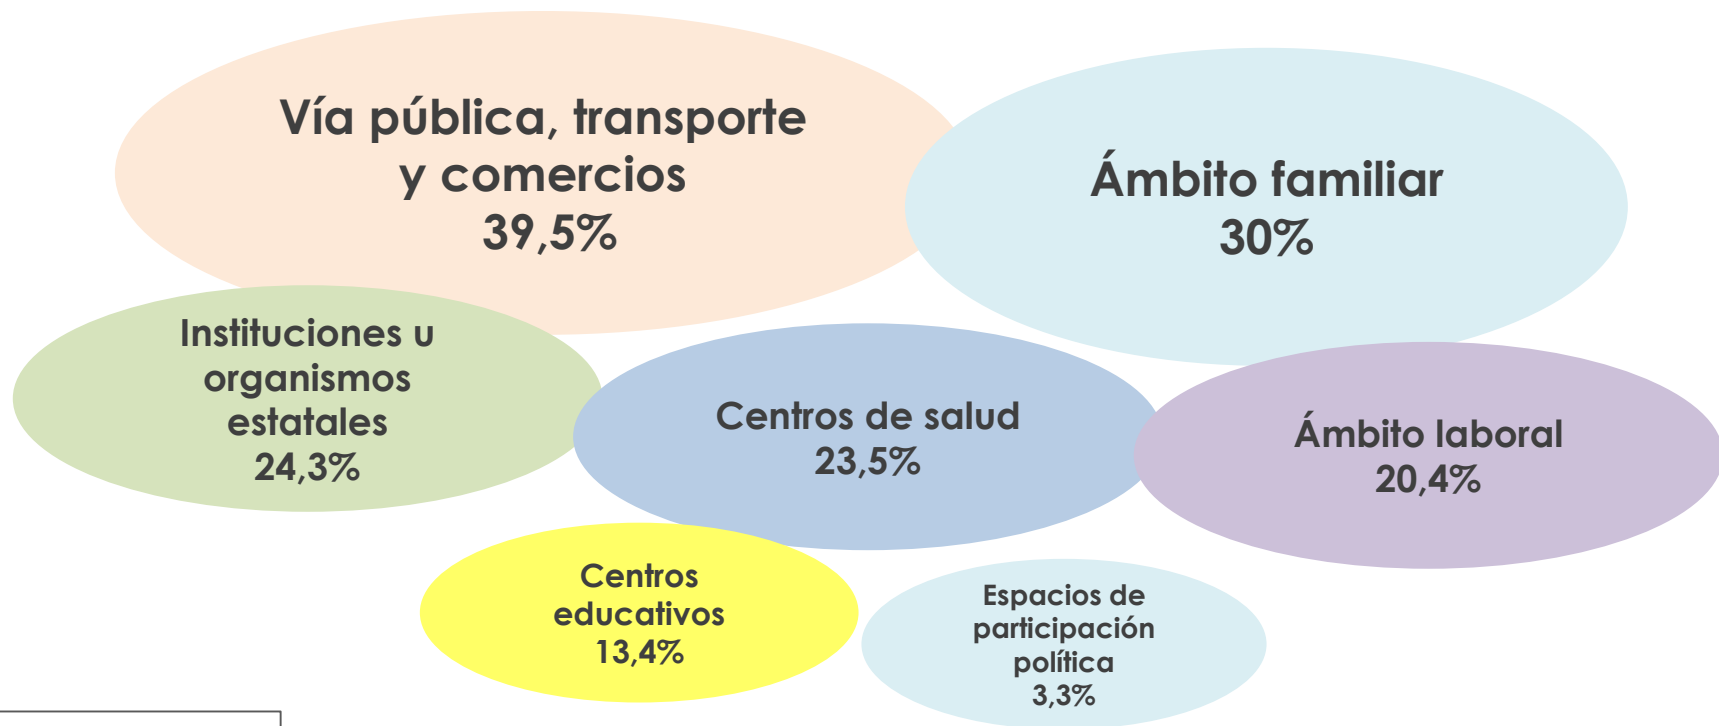 Vía pública, transporte
y comercios
39,5%
Ámbito familiar
30%
Instituciones u
organismos
estatales
24,3%
Centros de salud
23,5%
Ámbito laboral
20,4%
Centros
educativos
13,4%
Espacios de
participación
política
3,3%